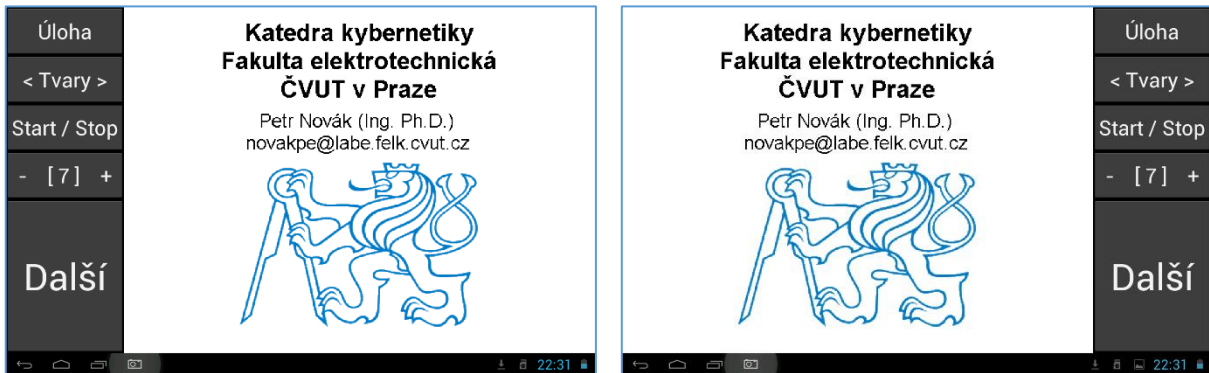 Úloha
< Tvary >
Start / Stop
- [7] +
Další
Katedra kybernetiky
Fakulta elektrotechnická
ČVUT v Praze
Petr Novák (Ing. Ph.D.)
novakpe@labe.felk.cvut.cz
22:31
Katedra kybernetiky
Fakulta elektrotechnická
ČVUT v Praze
Petr Novák (Ing. Ph.D.)
novakpe@labe.felk.cvut.cz
Úloha
< Tvary >
Start / Stop
- [7] +
Další
22:31